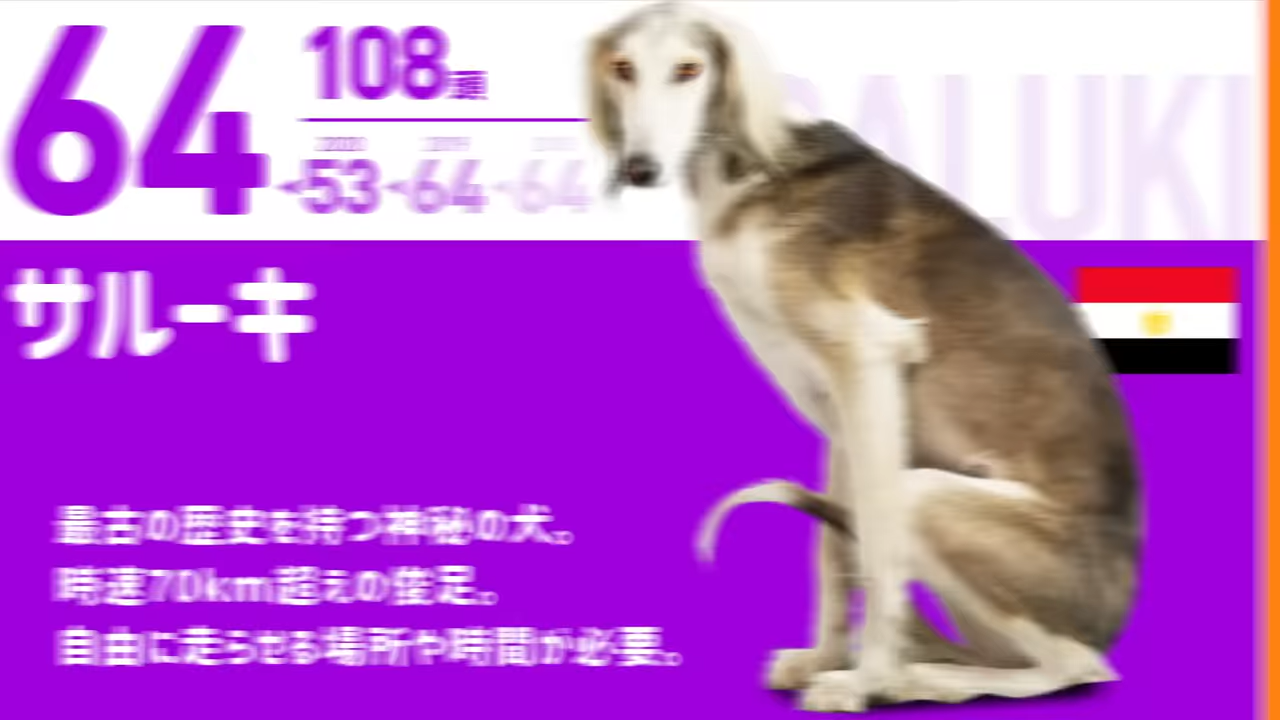 64
108頭
53 64 64
SALUKI
サルーキ
最古の歴史を持つ神秘の犬。
時速70km超えの俊足。
自由に走らせる場所や時間が必要。